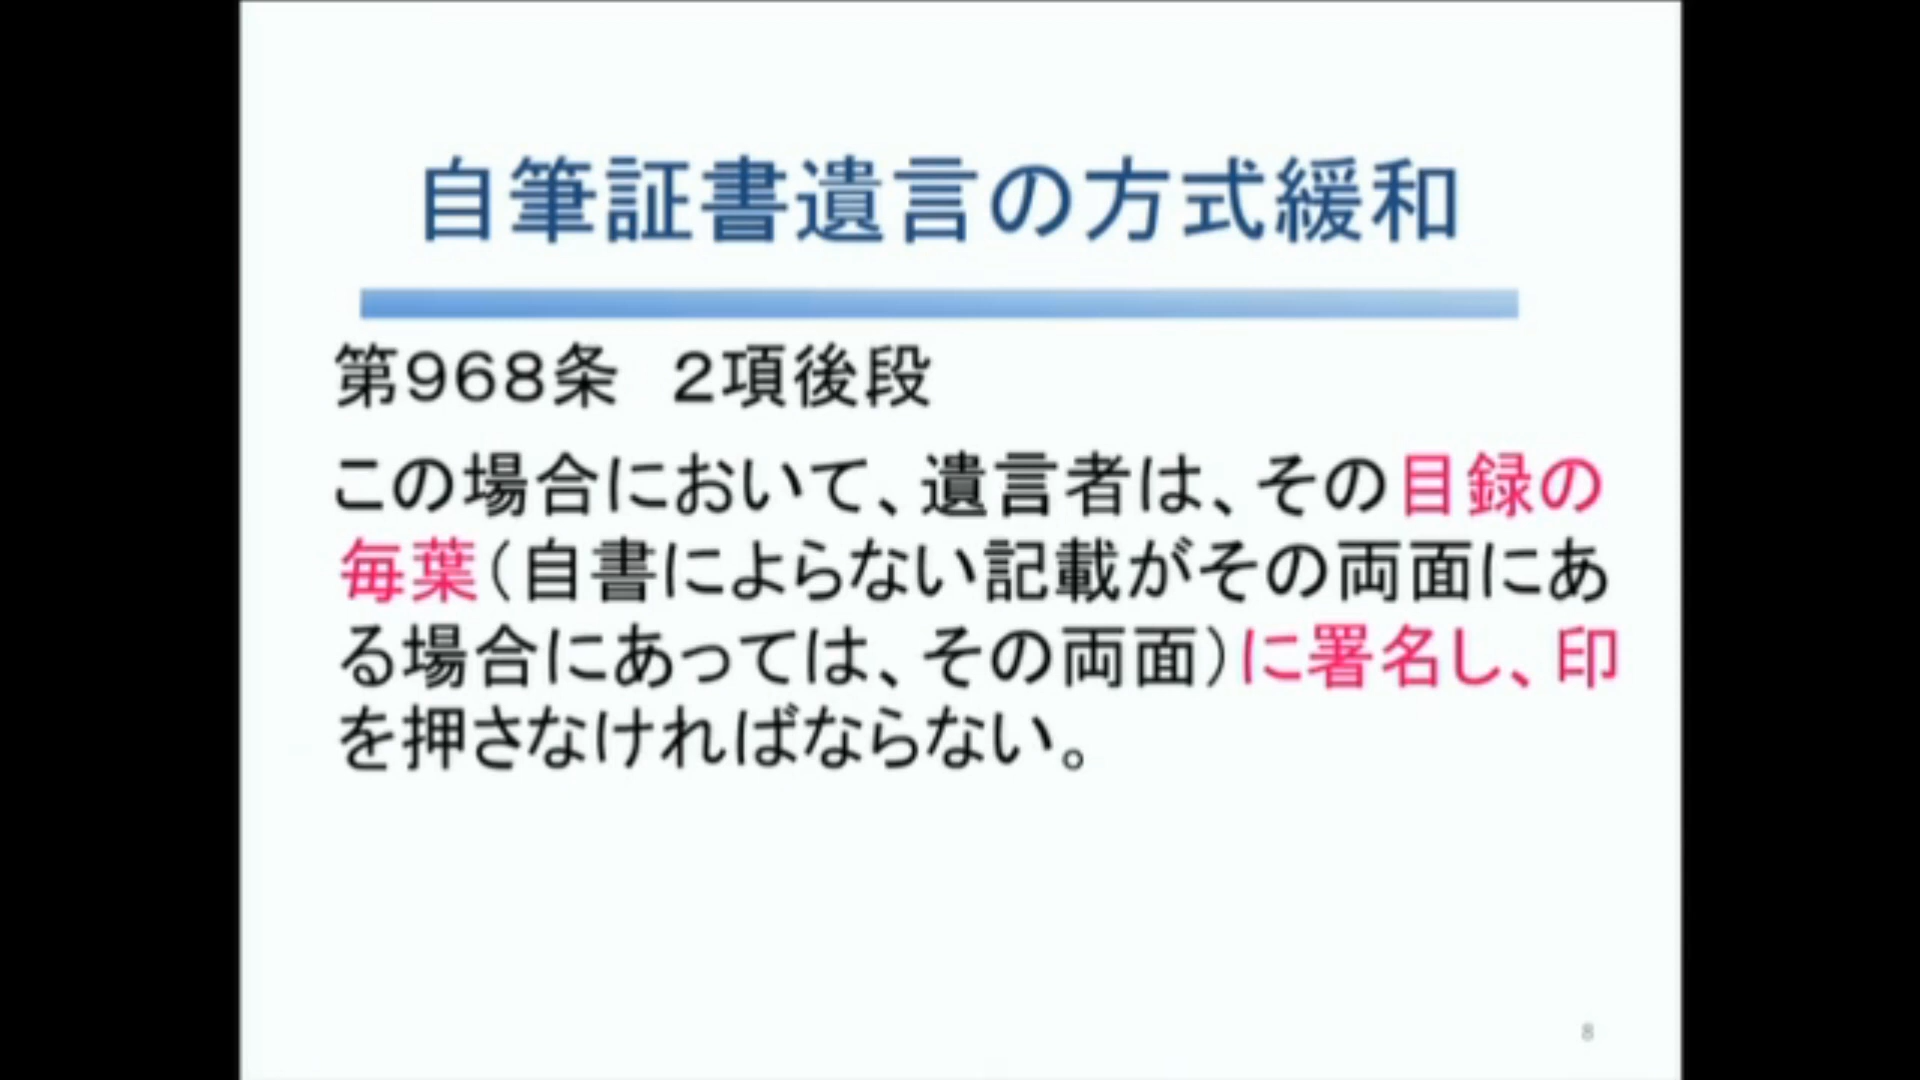 自筆証書遺言の方式緩和
第968条　2項後段
この場合において、遺言者は、その目録の
毎葉（自書によらない記載がその両面にあ
る場合にあっては、その両面）に署名し、印
を押さなければならない。
8